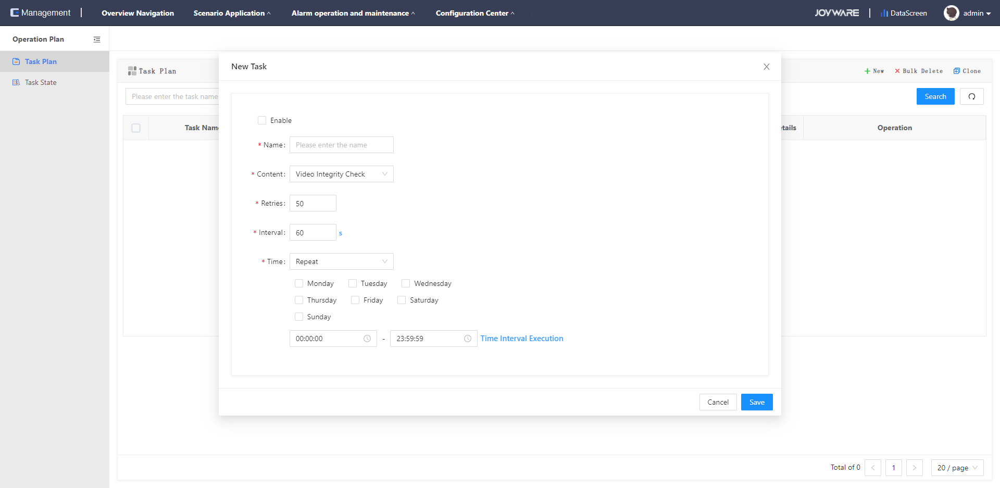 Management | Overview Navigation Scenario Application Alarm operation and maintenance Configuration Center JOYWARE | DataScreen admin
Operation Plan
Task Plan
Task State
Task Plan New Bulk Delete Clone
Please enter the task name Search
Task Operation
New Task
Enable
* Name: Please enter the name
* Content: Video Integrity Check
* Retries: 50
* Interval: 60 s
* Time: Repeat
Monday Tuesday Wednesday
Thursday Friday Saturday
Sunday
00:00:00 - 23:59:59 Time Interval Execution
Cancel Save
Total of 0 < 1 > 20 / page